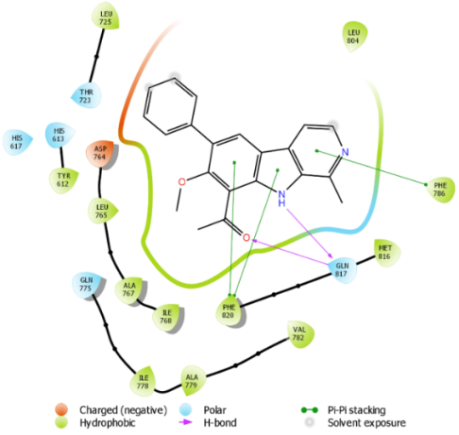 LEU
725
LEU
804
THR
723
HIS
617
HIS
613
ASP
764
TYR
612
N
PHE
786
LEU
765
O
NH
O
MET
816
GLN
817
GLN
775
ALA
767
ILE
768
PHE
820
VAL
782
ILE
778
ALA
779
Charged (negative)
Polar
Pi-Pi stacking
Hydrophobic
H-bond
Solvent exposure